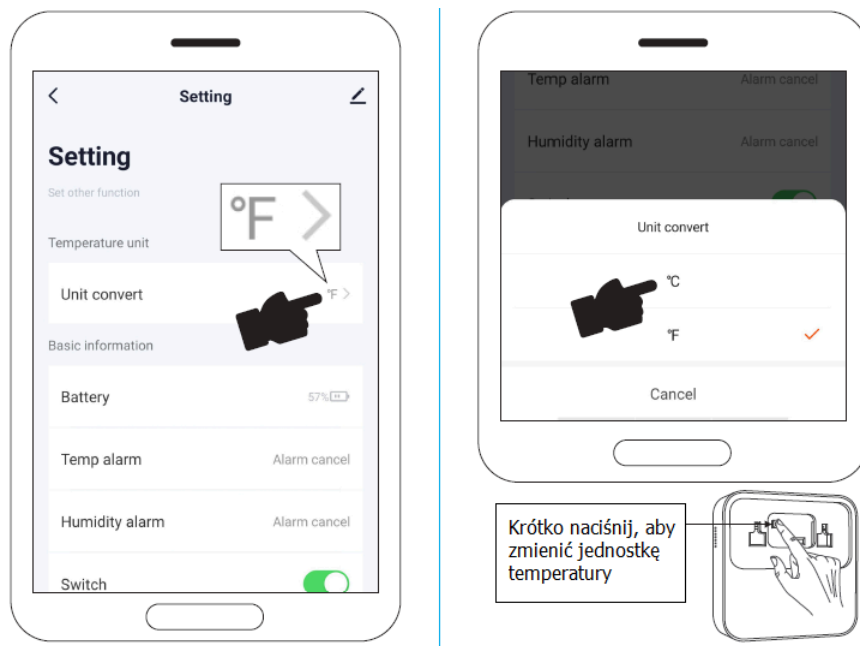 Setting
Setting
Set other function
°F
Temperature unit
Unit convert
°F
Basic information
Battery
57%
Temp alarm
Alarm cancel
Humidity alarm
Alarm cancel
Switch
Temp alarm
Alarm cancel
Humidity alarm
Alarm cancel
Unit convert
°C
°F
Cancel
Krótko naciśnij, aby
zmienić jednostkę
temperatury